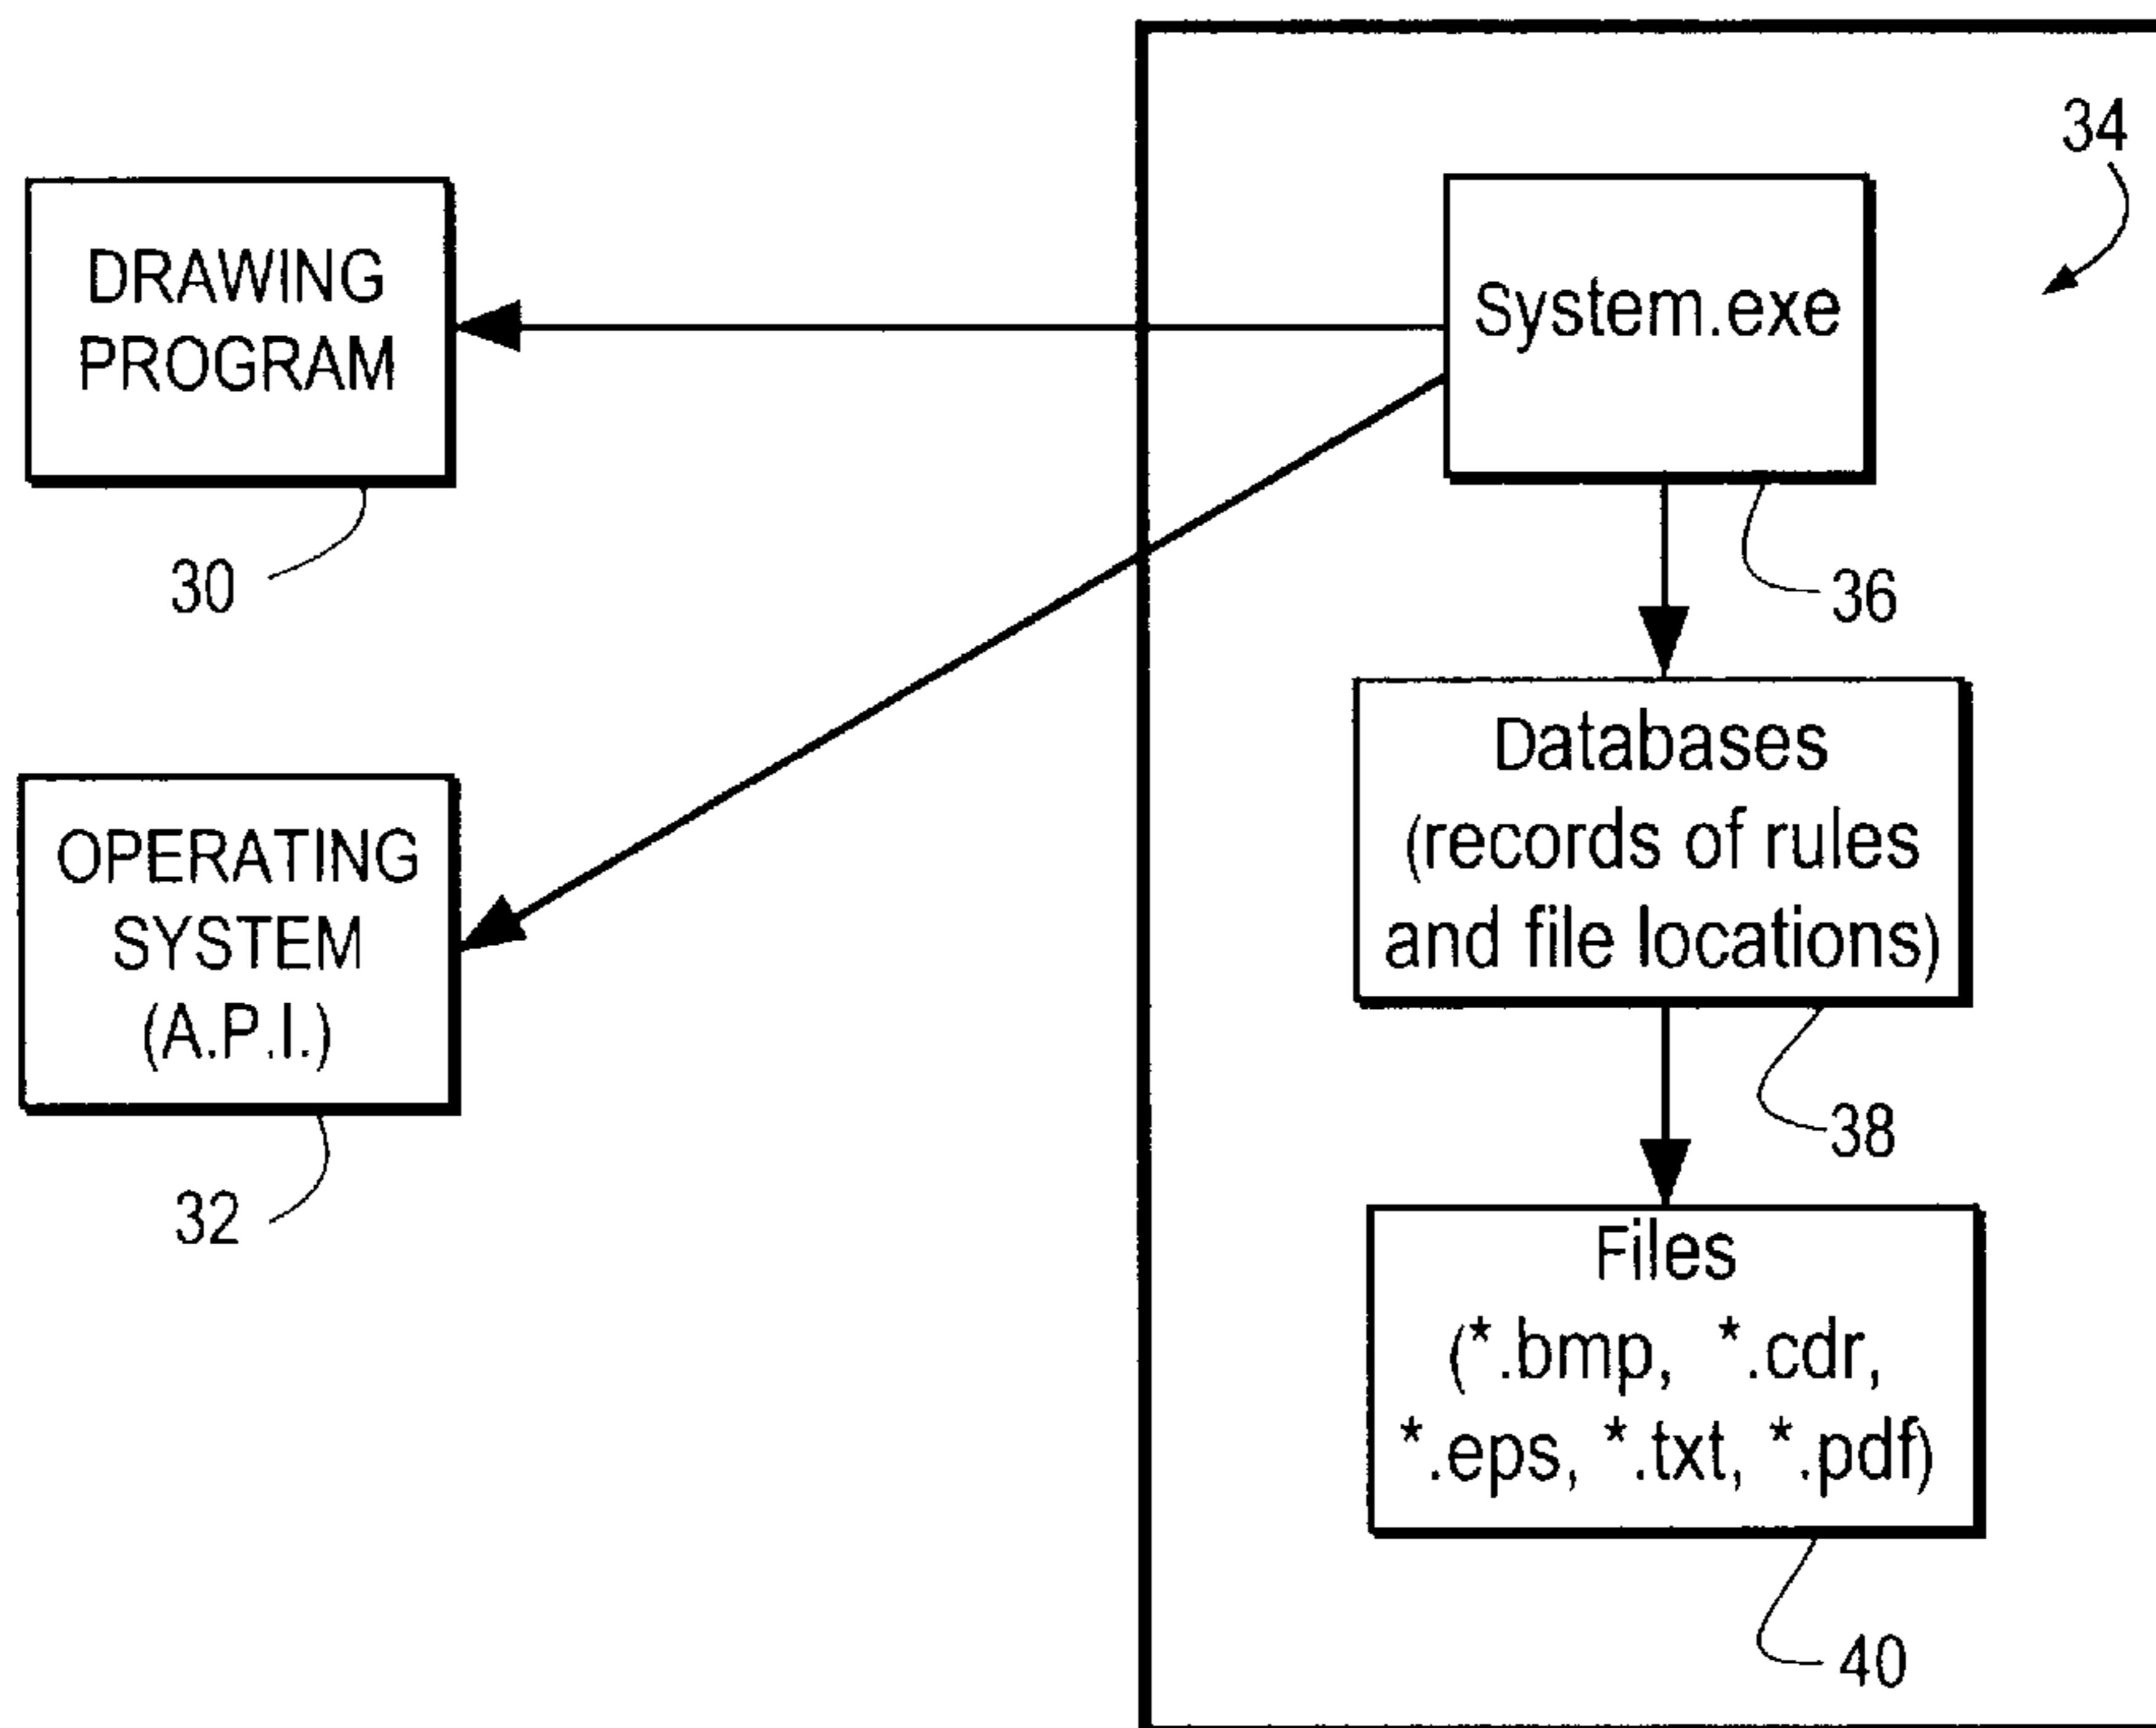 34
DRAWING
PROGRAM
System.exe
30
36
Databases
(records of rules
and file locations)
OPERATING
SYSTEM
(A.P.I.)
38
32
Files
(*.bmp, *.cdr,
*.eps, *.txt, *.pdf)
40